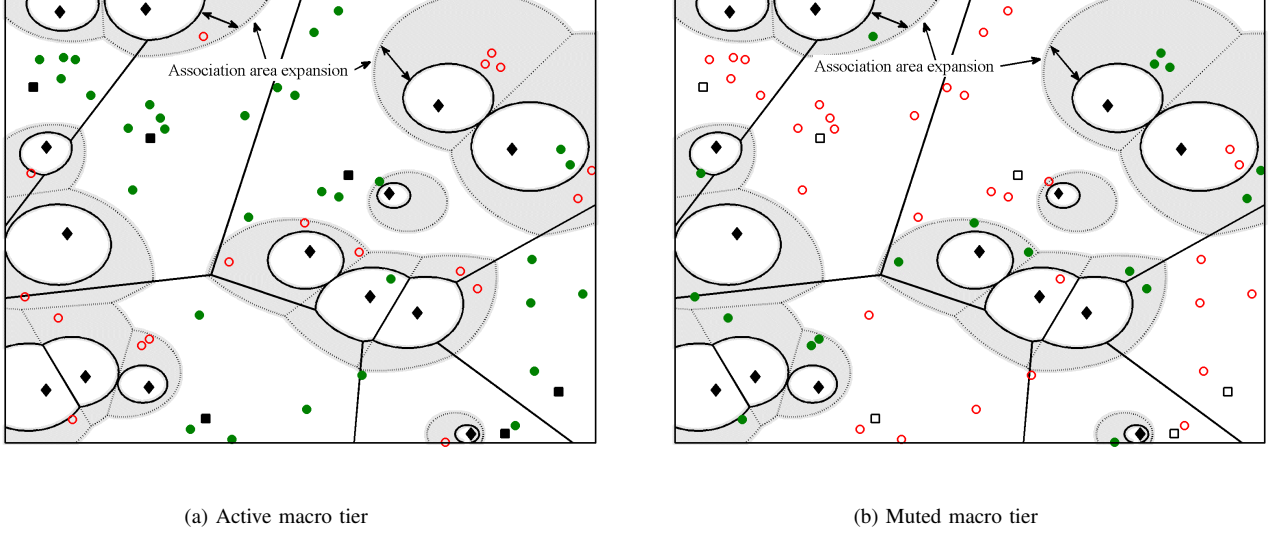 Association area expansion
Association area expansion
(a) Active macro tier
(b) Muted macro tier